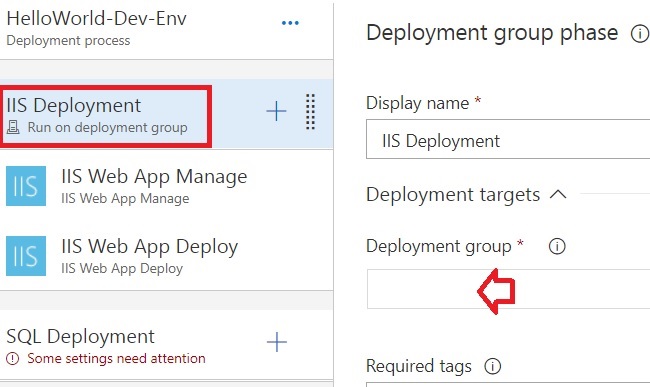 HelloWorld-Dev-Env
Deployment process
IIS Deployment
Run on deployment group
IIS
IIS Web App Manage
IIS Web App Manage
IIS
IIS Web App Deploy
IIS Web App Deploy
SQL Deployment
Some settings need attention
Deployment group phase
Display name *
IIS Deployment
Deployment targets
Deployment group *
Required tags